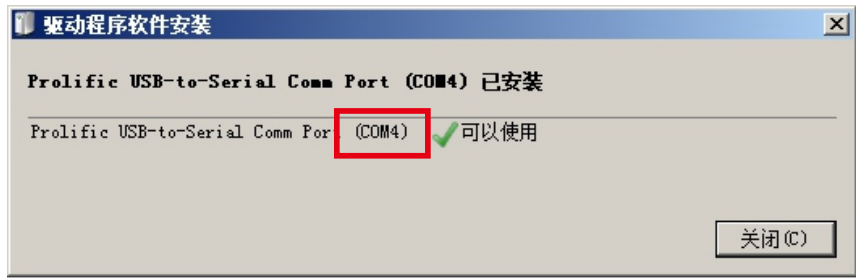 驱动程序软件安装
Prolific USB-to-Serial Comm Port (COM4) 已安装
Prolific USB-to-Serial Comm Port (COM4) 可以使用
关闭(C)